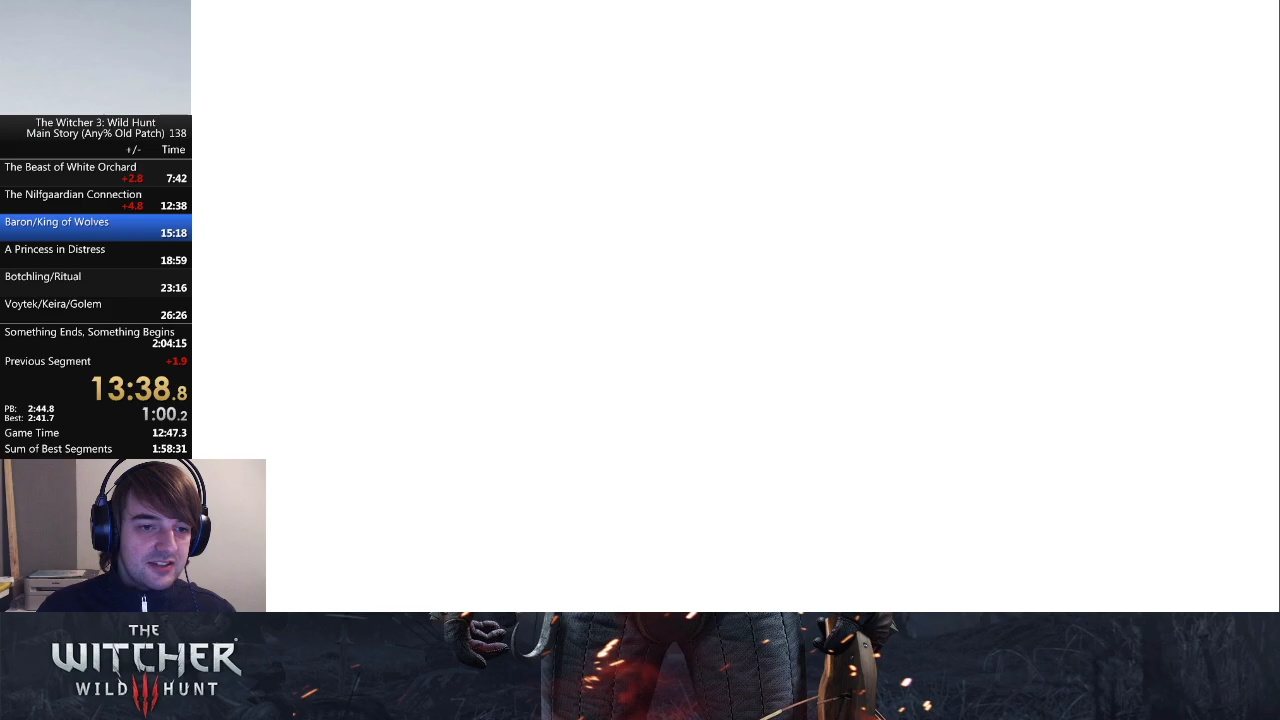 The Witcher 3: Wild Hunt
Main Story (Any% Old Patch) 138
+/- Time
The Beast of White Orchard
+2.8 7:42
The Nilfgaardian Connection
+4.8 12:38
Baron/King of Wolves
15:18
A Princess in Distress
18:59
Botchling/Ritual
23:16
Voytek/Keira/Golem
26:26
Something Ends, Something Begins
2:04:15
Previous Segment +1.9
13:38.8
PB: 2:44.8
Best: 2:41.7
1:00.2
Game Time 12:47.3
Sum of Best Segments 1:58:31
THE
WITCHER
WILD HUNT